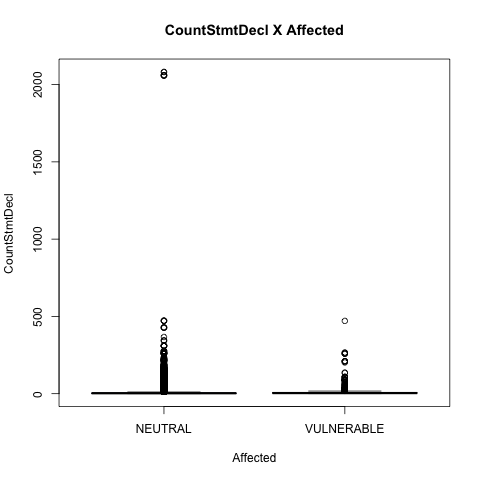 CountStmtDecl X Affected
CountStmtDecl
2000
1500
1000
500
0
NEUTRAL
VULNERABLE
Affected